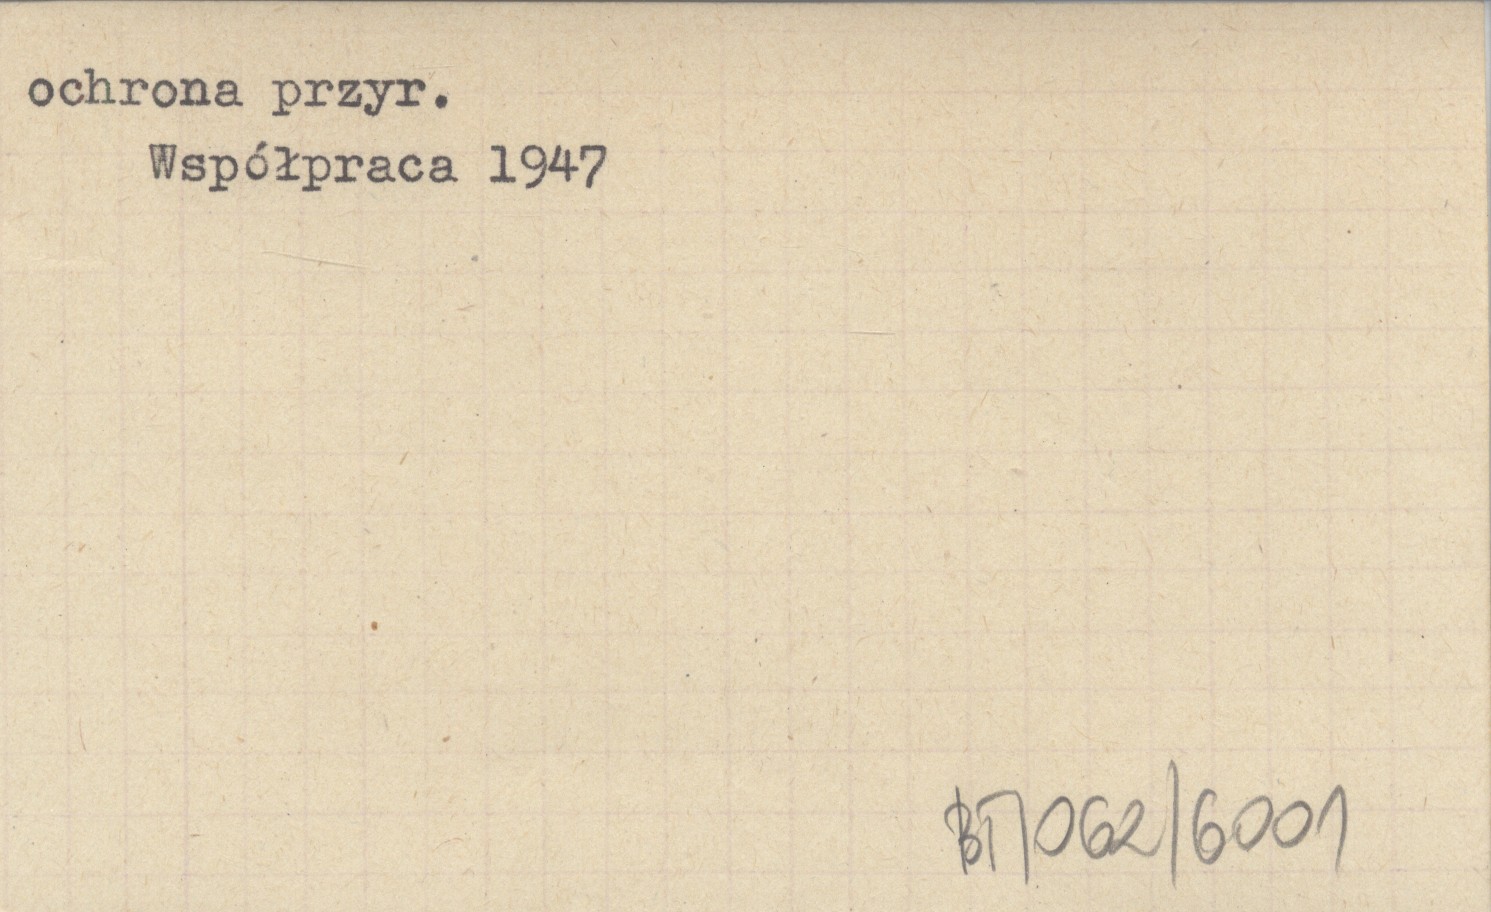 ochrona przyr.
Współpraca 1947
BT/062/6001